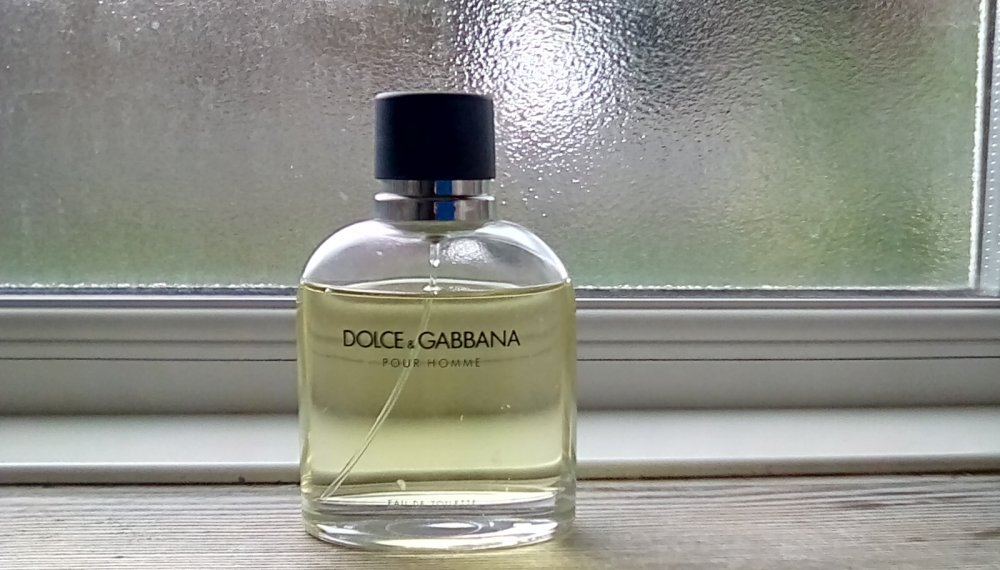 DOLCE & GABBANA
POUR HOMME
EAU DE TOILETTE